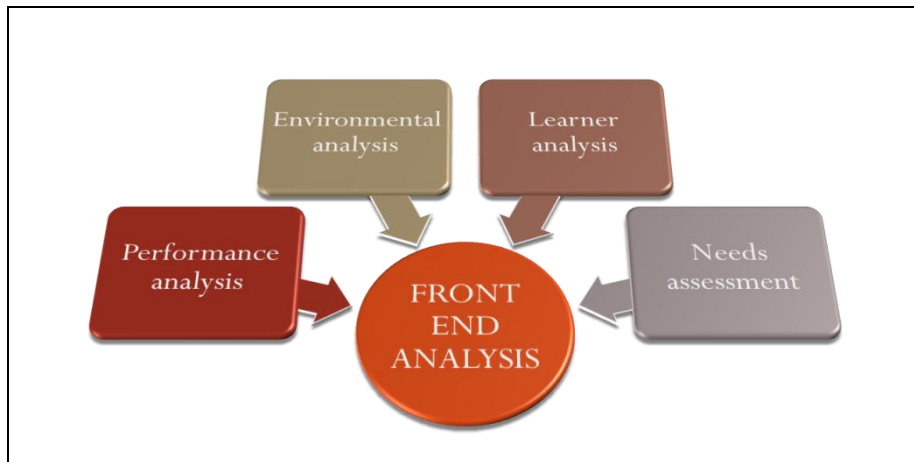 Environmental
analysis
Learner
analysis
Performance
analysis
Needs
assessment
FRONT
END
ANALYSIS